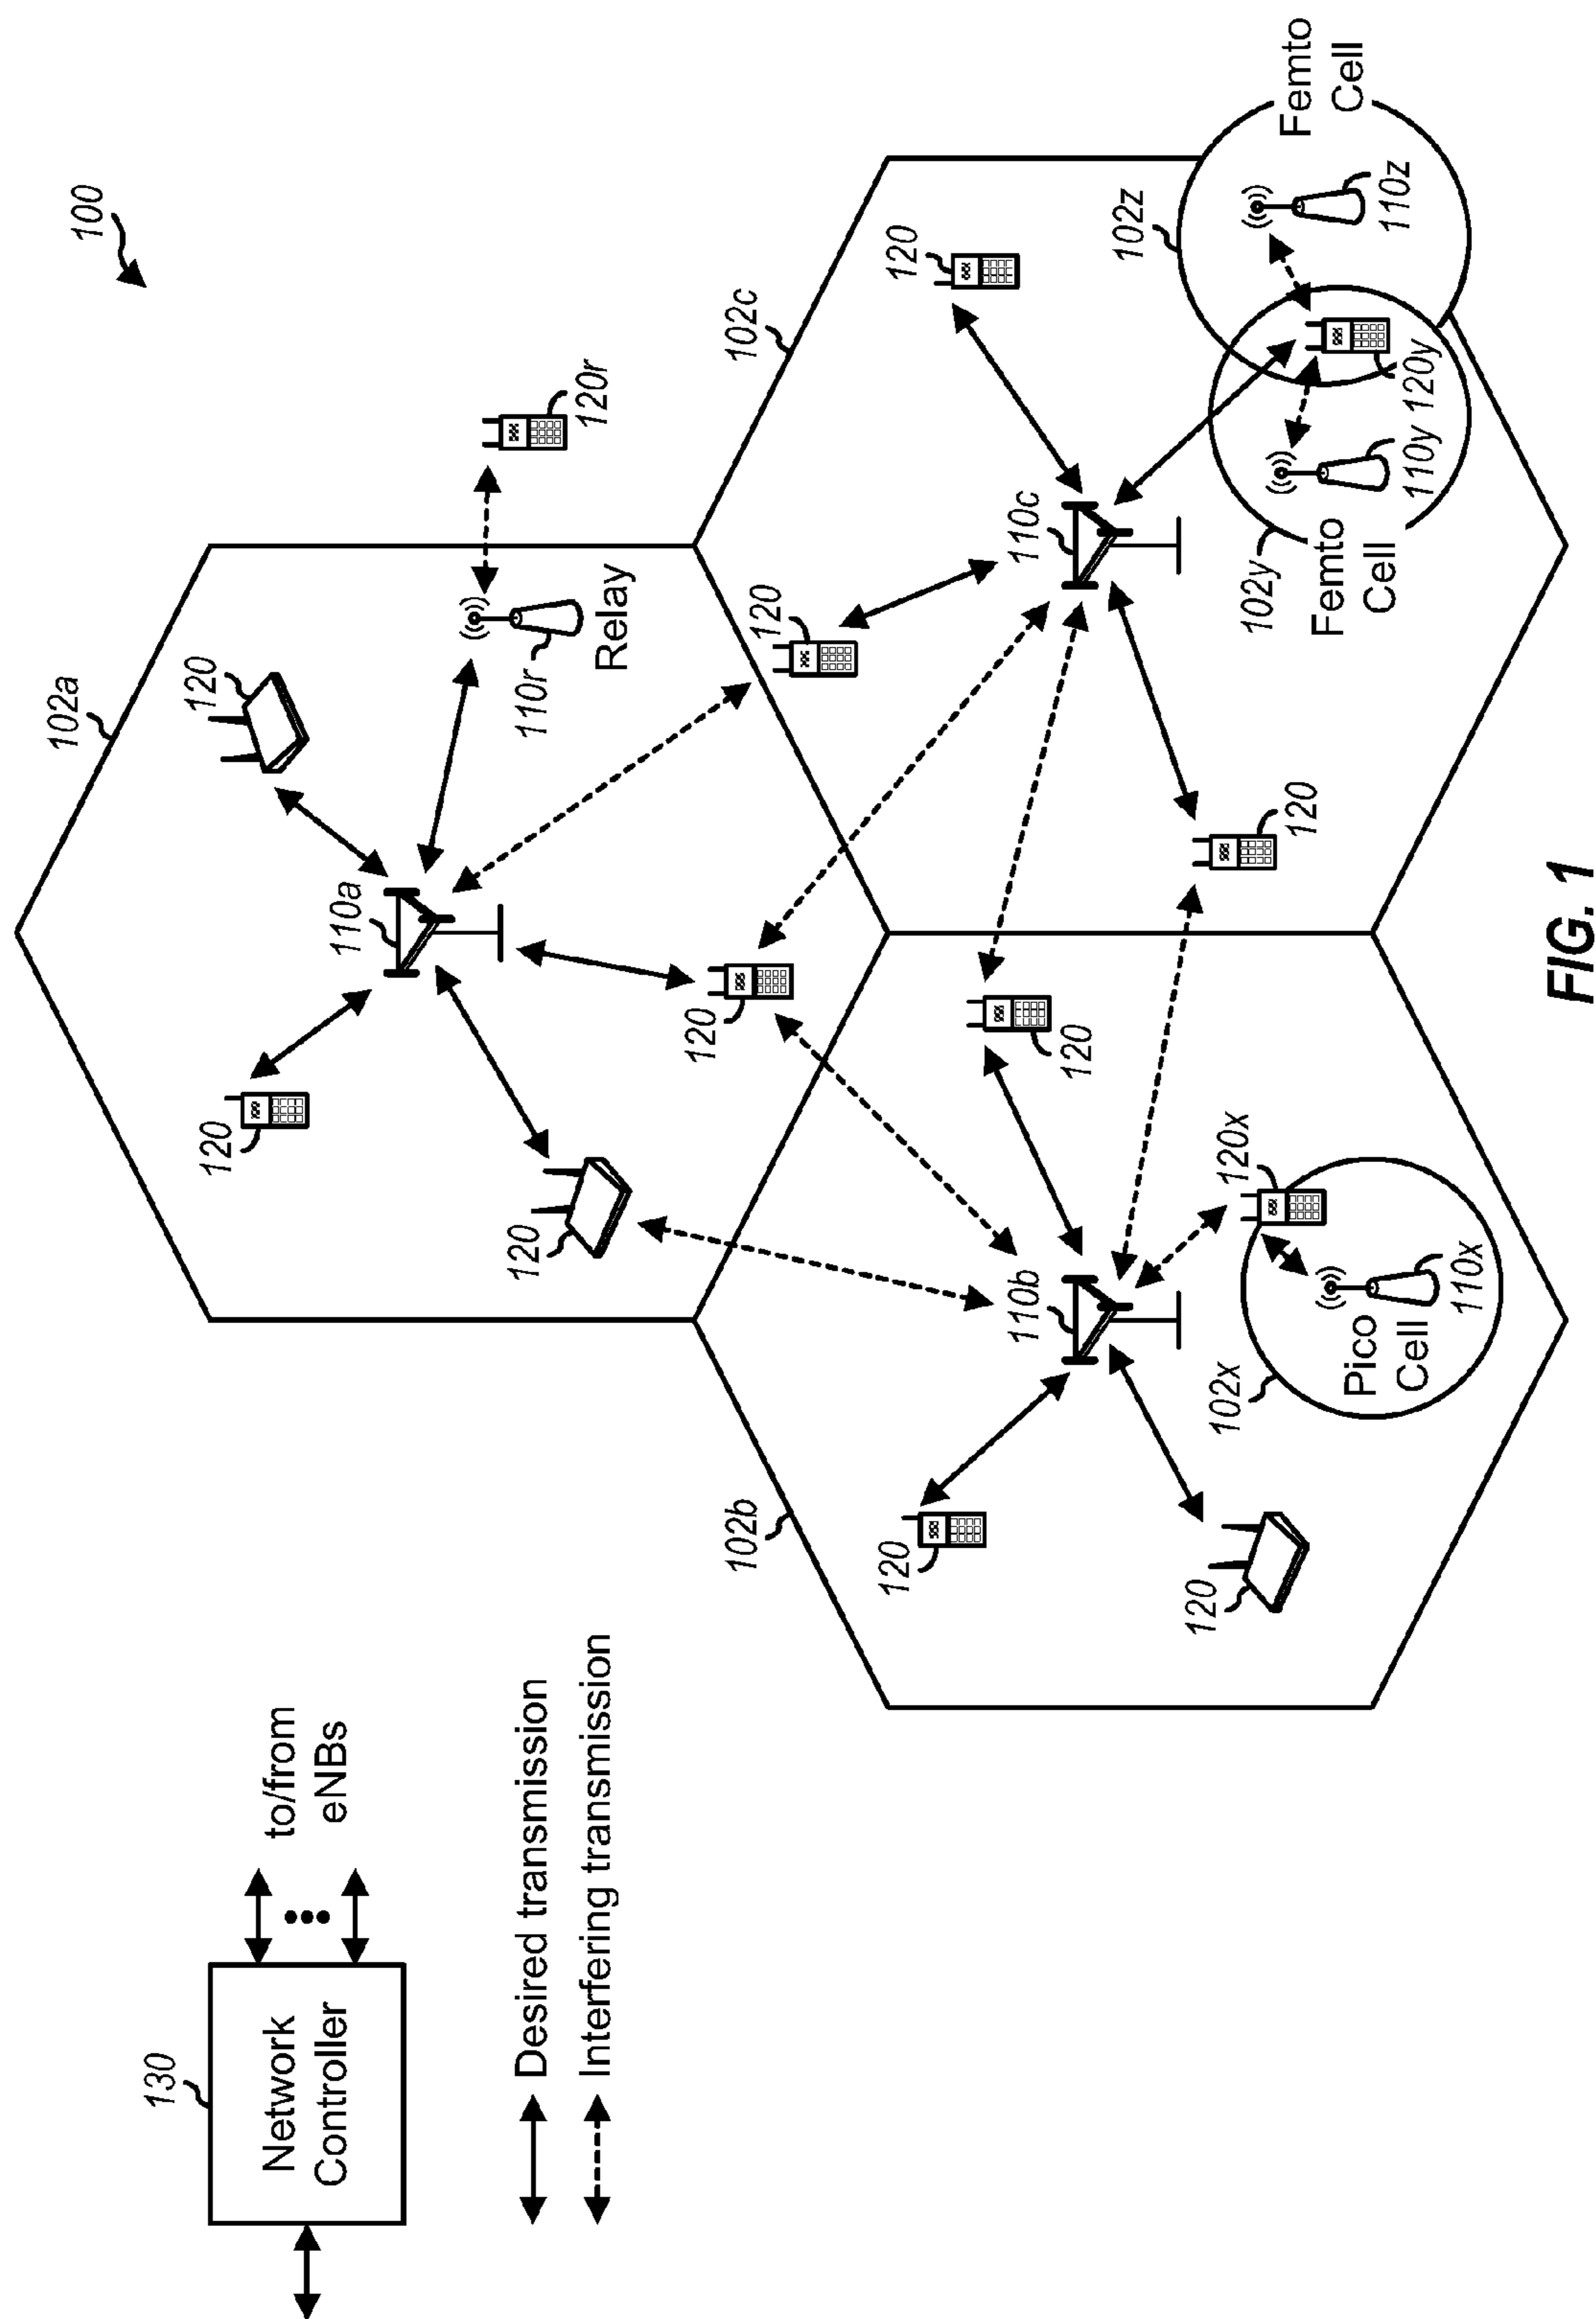 100
130
Network
Controller
to/from
eNBs
Desired transmission
Interfering transmission
102a
120
120
110a
120
120
110r
Relay
120r
102b
120
120
110b
120
102x
Pico
Cell
110x
120x
102c
120
120
110c
120
102y
Femto
Cell
110y
120y
102z
110z
Femto
Cell
FIG. 1